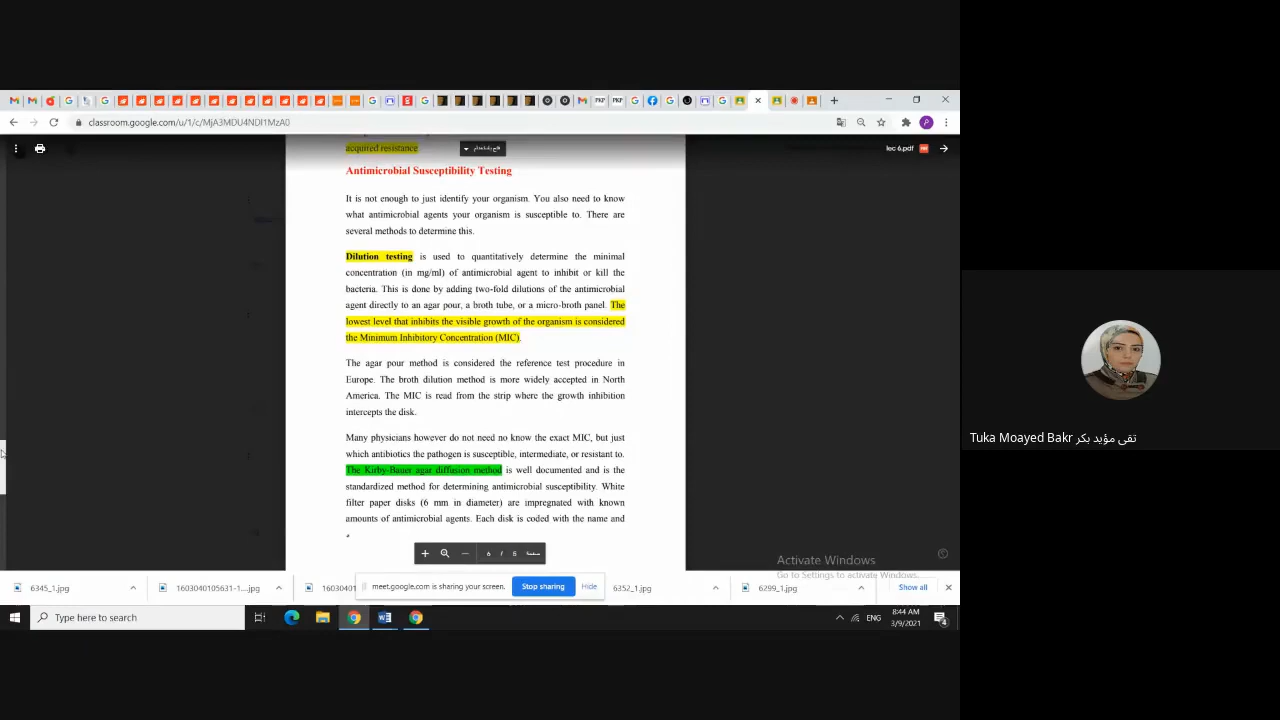 classroom.google.com/u/1/c/MjA3MDU4NDI1MzA0
acquired resistance
lec 6.pdf
Antimicrobial Susceptibility Testing
It is not enough to just identify your organism. You also need to know
what antimicrobial agents your organism is susceptible to. There are
several methods to determine this.
Dilution testing is used to quantitatively determine the minimal
concentration (in mg/ml) of antimicrobial agent to inhibit or kill the
bacteria. This is done by adding two-fold dilutions of the antimicrobial
agent directly to an agar pour, a broth tube, or a micro-broth panel. The
lowest level that inhibits the visible growth of the organism is considered
the Minimum Inhibitory Concentration (MIC).
The agar pour method is considered the reference test procedure in
Europe. The broth dilution method is more widely accepted in North
America. The MIC is read from the strip where the growth inhibition
intercepts the disk.
Many physicians however do not need no know the exact MIC, but just
which antibiotics the pathogen is susceptible, intermediate, or resistant to.
The Kirby-Bauer agar diffusion method is well documented and is the
standardized method for determining antimicrobial susceptibility. White
filter paper disks (6 mm in diameter) are impregnated with known
amounts of antimicrobial agents. Each disk is coded with the name and
6 / 6 صفحة
Activate Windows
Go to Settings to activate Windows.
6345_1.jpg
1603040105631-1....jpg
16030401
meet.google.com is sharing your screen.
Stop sharing
Hide
6352_1.jpg
6299_1.jpg
Show all
Type here to search
ENG
8:44 AM
3/9/2021
4
Tuka Moayed Bakr تقى مؤيد بكر